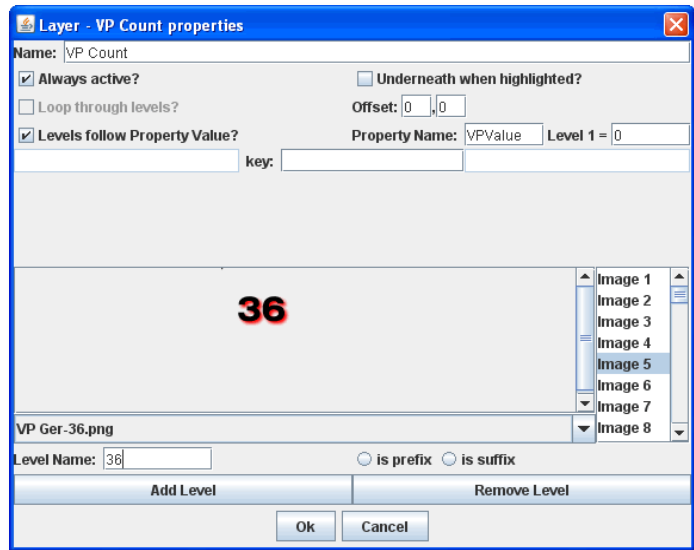 Layer - VP Count properties
Name: VP Count
Always active? Underneath when highlighted?
Loop through levels? Offset: 0 ,0
Levels follow Property Value? Property Name: VPValue Level 1 = 0
key:
36
Image 1
Image 2
Image 3
Image 4
Image 5
Image 6
Image 7
Image 8
VP Ger-36.png
Level Name: 36 is prefix is suffix
Add Level Remove Level
Ok Cancel